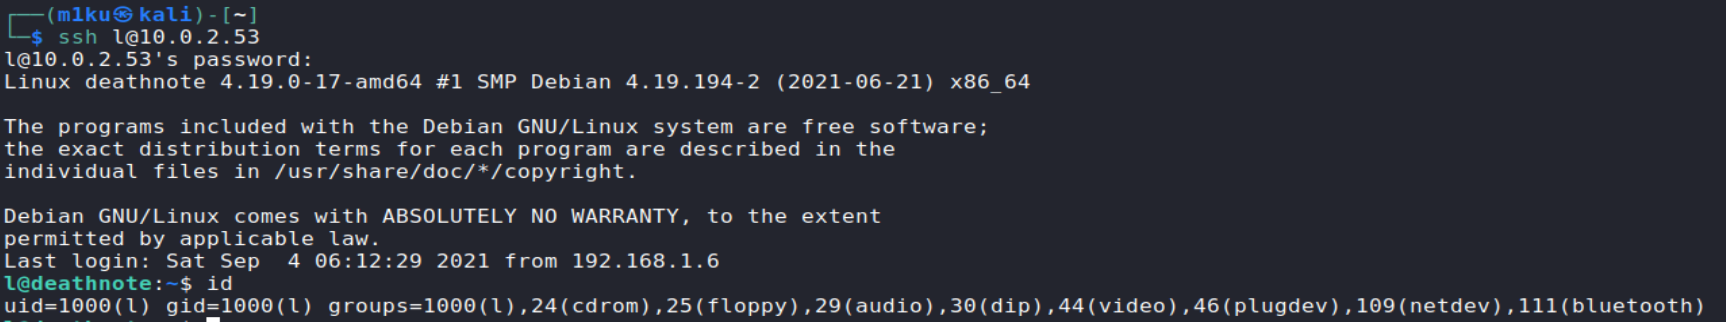 ┌──(m1ku㉿kali)-[~]
└─$ ssh l@10.0.2.53
l@10.0.2.53's password:
Linux deathnote 4.19.0-17-amd64 #1 SMP Debian 4.19.194-2 (2021-06-21) x86_64
The programs included with the Debian GNU/Linux system are free software;
the exact distribution terms for each program are described in the
individual files in /usr/share/doc/*/copyright.
Debian GNU/Linux comes with ABSOLUTELY NO WARRANTY, to the extent
permitted by applicable law.
Last login: Sat Sep  4 06:12:29 2021 from 192.168.1.6
l@deathnote:~$ id
uid=1000(l) gid=1000(l) groups=1000(l),24(cdrom),25(floppy),29(audio),30(dip),44(video),46(plugdev),109(netdev),111(bluetooth)